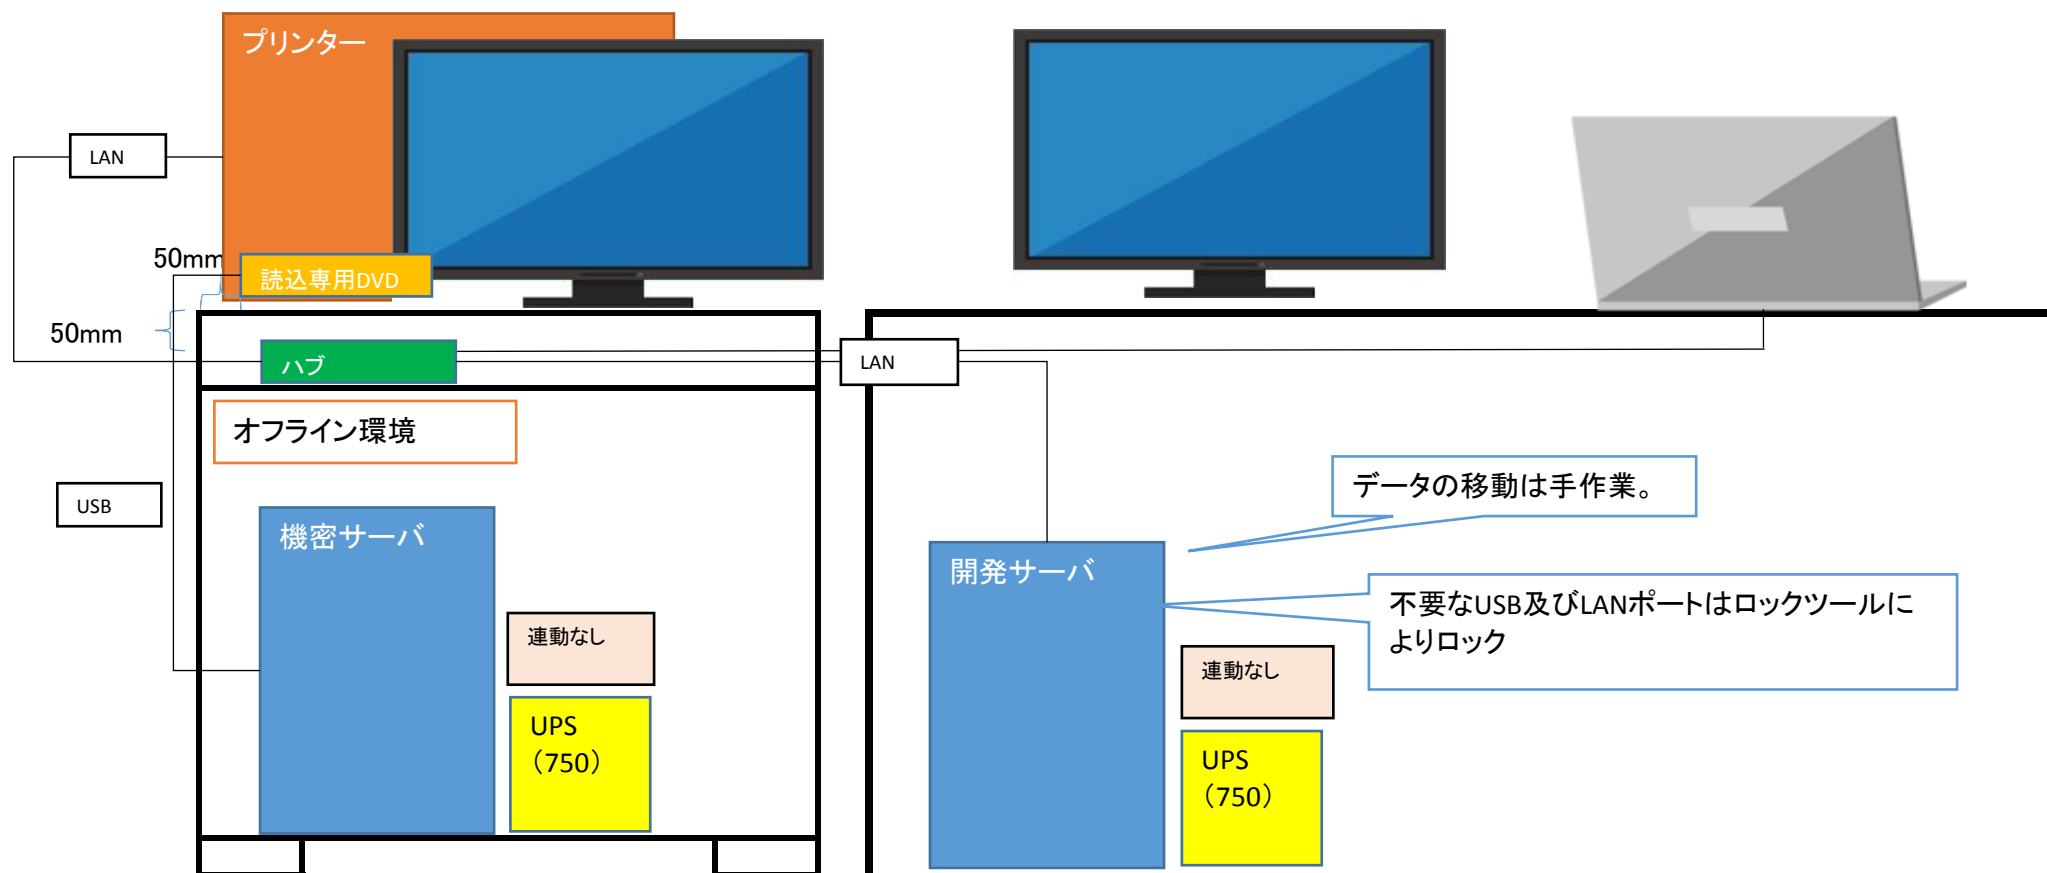 プリンター
LAN
50mm
読込専用DVD
50mm
ハブ
LAN
オフライン環境
USB
機密サーバ
連動なし
UPS
（750）
データの移動は手作業。
開発サーバ
不要なUSB及びLANポートはロックツールに
よりロック
連動なし
UPS
（750）